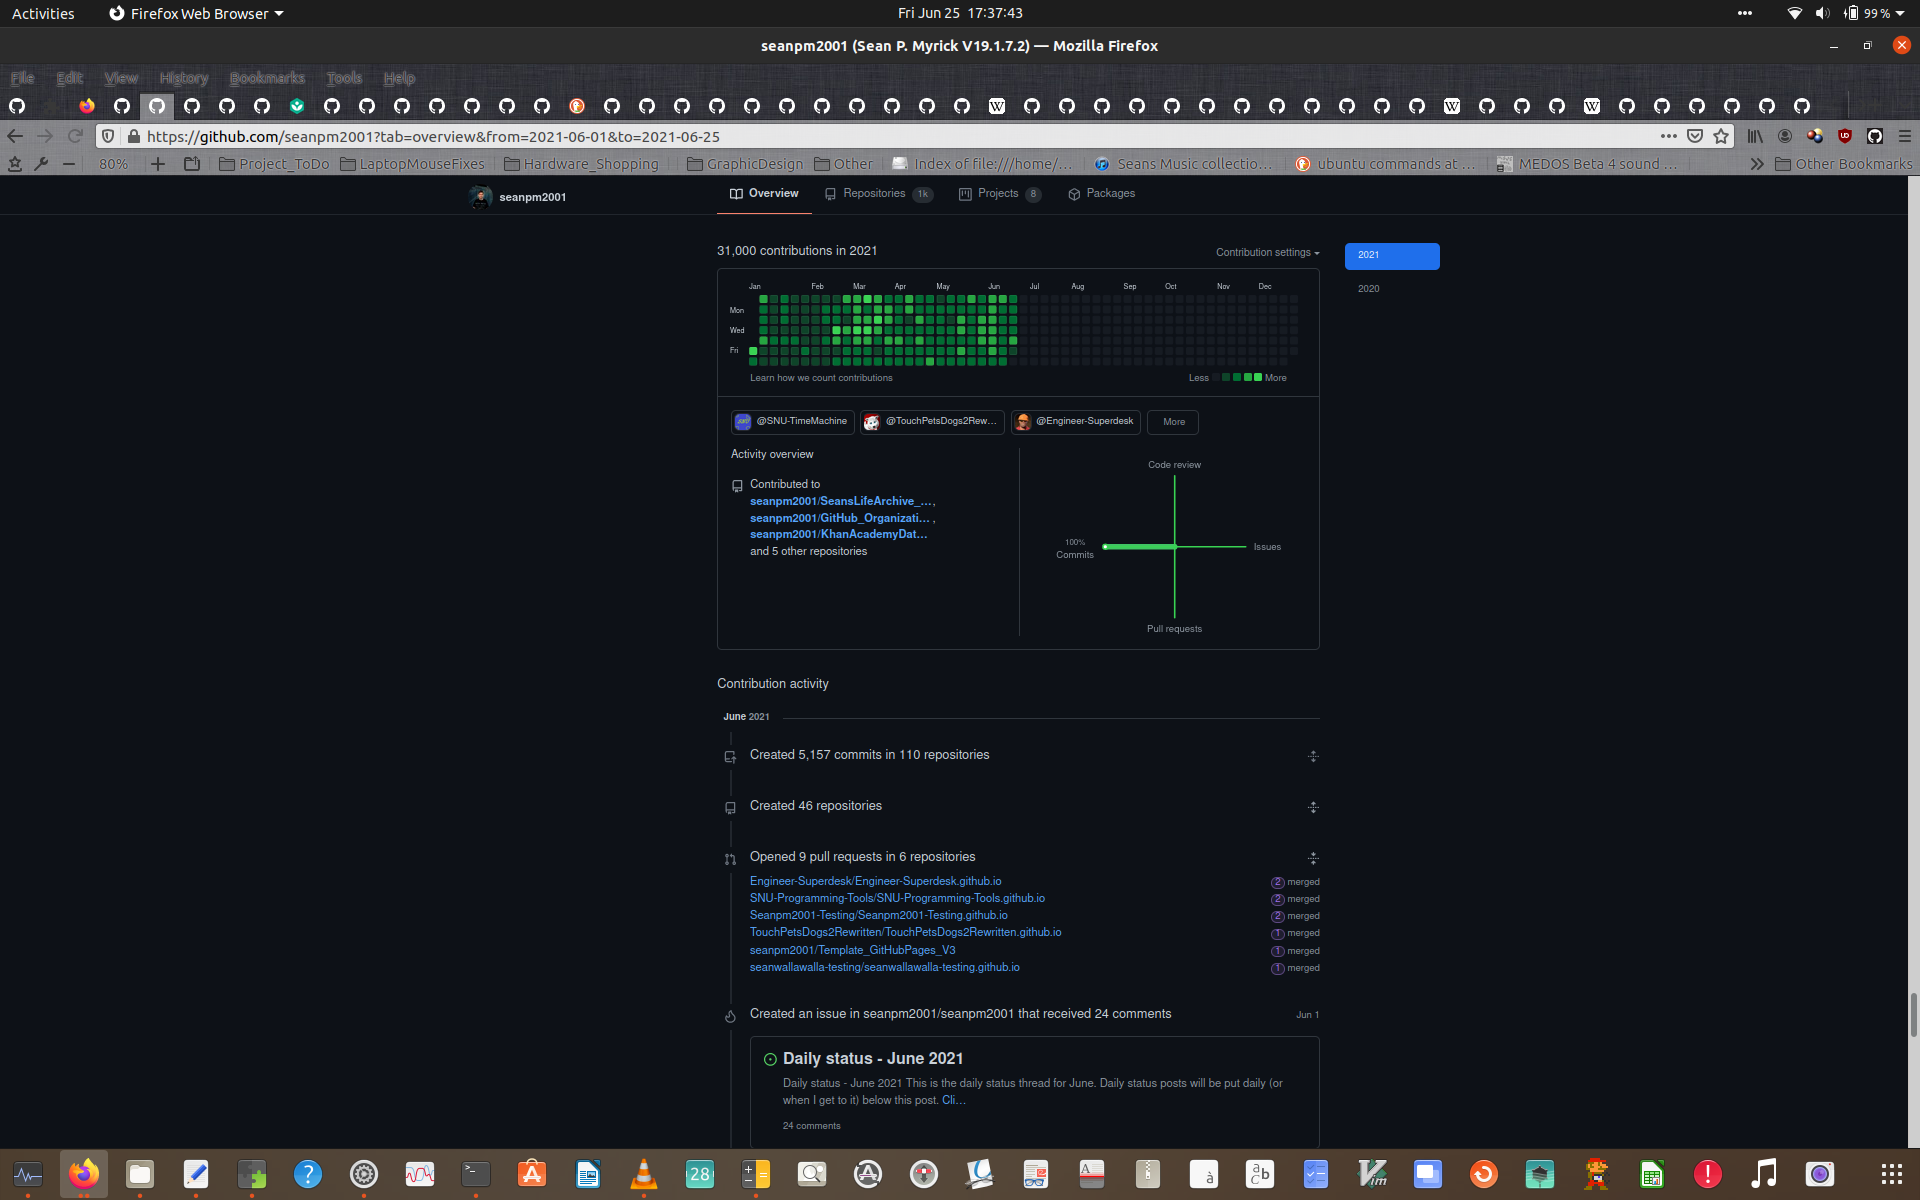 Activities
Firefox Web Browser
Fri Jun 25 17:37:43
99 %
seanpm2001 (Sean P. Myrick V19.1.7.2) — Mozilla Firefox
File Edit View History Bookmarks Tools Help
https://github.com/seanpm2001?tab=overview&from=2021-06-01&to=2021-06-25
80%
Project_ToDo
LaptopMouseFixes
Hardware_Shopping
GraphicDesign
Other
Index of file:///home/...
Seans Music collectio...
ubuntu commands at ...
MEDOS Beta 4 sound ...
Other Bookmarks
seanpm2001
Overview
Repositories 1k
Projects 8
Packages
31,000 contributions in 2021
Contribution settings
2021
2020
Jan Feb Mar Apr May Jun Jul Aug Sep Oct Nov Dec
Mon
Wed
Fri
Learn how we count contributions
Less More
@SNU-TimeMachine
@TouchPetsDogs2Rew...
@Engineer-Superdesk
More
Activity overview
Contributed to
seanpm2001/SeansLifeArchive_...,
seanpm2001/GitHub_Organizati... ,
seanpm2001/KhanAcademyDat...
and 5 other repositories
Code review
100%
Commits
Issues
Pull requests
Contribution activity
June 2021
Created 5,157 commits in 110 repositories
Created 46 repositories
Opened 9 pull requests in 6 repositories
Engineer-Superdesk/Engineer-Superdesk.github.io 2 merged
SNU-Programming-Tools/SNU-Programming-Tools.github.io 2 merged
Seanpm2001-Testing/Seanpm2001-Testing.github.io 2 merged
TouchPetsDogs2Rewritten/TouchPetsDogs2Rewritten.github.io 1 merged
seanpm2001/Template_GitHubPages_V3 1 merged
seanwallawalla-testing/seanwallawalla-testing.github.io 1 merged
Created an issue in seanpm2001/seanpm2001 that received 24 comments
Jun 1
Daily status - June 2021
Daily status - June 2021 This is the daily status thread for June. Daily status posts will be put daily (or
when I get to it) below this post. Cli...
24 comments
28